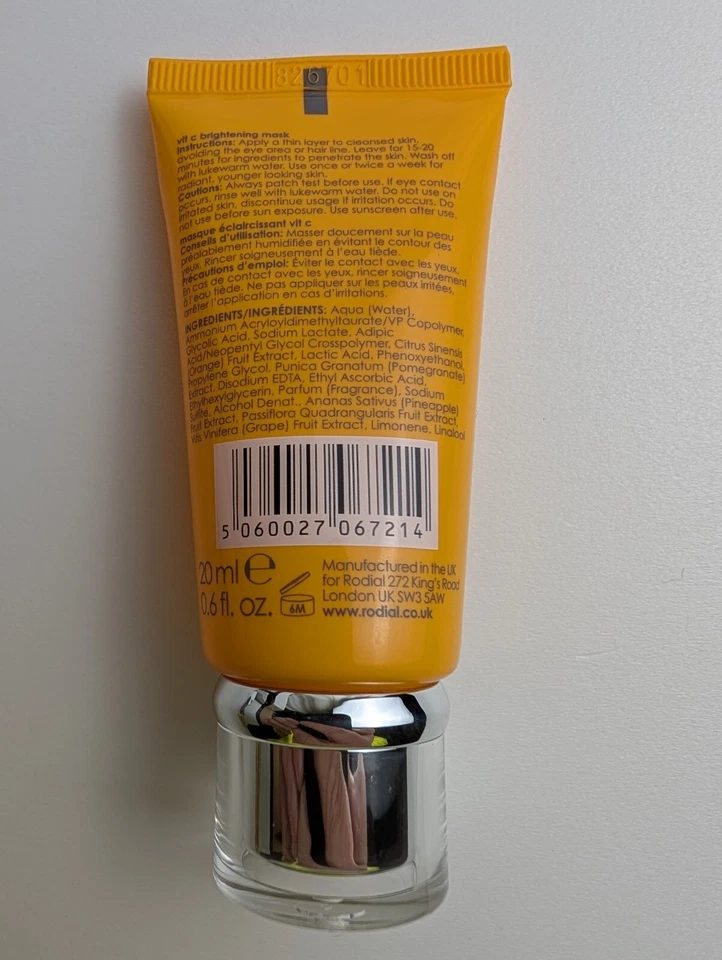 826701
vit c brightening mask
Instructions: Apply a thin layer to cleansed skin,
avoiding the eye area or hair line. Leave for 15-20
minutes for ingredients to penetrate the skin. Wash off
with lukewarm water. Use once or twice a week for
radiant, younger looking skin.
Cautions: Always patch test before use. If eye contact
occurs, rinse well with lukewarm water. Do not use on
irritated skin, discontinue usage if irritation occurs. Do
not use before sun exposure. Use sunscreen after use.
masque éclaircissant vit c
Conseils d'utilisation: Masser doucement sur la peau
préalablement humidifiée en évitant le contour des
yeux. Rincer soigneusement à l'eau tiède.
Précautions d'emploi: Éviter le contact avec les yeux.
En cas de contact avec les yeux, rincer soigneusement
à l'eau tiède. Ne pas appliquer sur les peaux irritées,
arrêter l'application en cas d'irritations.
INGREDIENTS/INGRÉDIENTS: Aqua (Water),
Ammonium Acryloyldimethyltaurate/VP Copolymer,
Glycolic Acid, Sodium Lactate, Adipic
Acid/Neopentyl Glycol Crosspolymer, Citrus Sinensis
(Orange) Fruit Extract, Lactic Acid, Phenoxyethanol,
Propylene Glycol, Punica Granatum (Pomegranate)
Extract, Disodium EDTA, Ethyl Ascorbic Acid,
Ethylhexylglycerin, Parfum (Fragrance), Sodium
Sulfite, Alcohol Denat., Ananas Sativus (Pineapple)
Fruit Extract, Passiflora Quadrangularis Fruit Extract,
Vitis Vinifera (Grape) Fruit Extract, Limonene, Linalool
5 060027 067214
20 ml e
0.6 fl. oz.
6M
Manufactured in the UK
for Rodial 272 King's Road
London UK SW3 5AW
www.rodial.co.uk